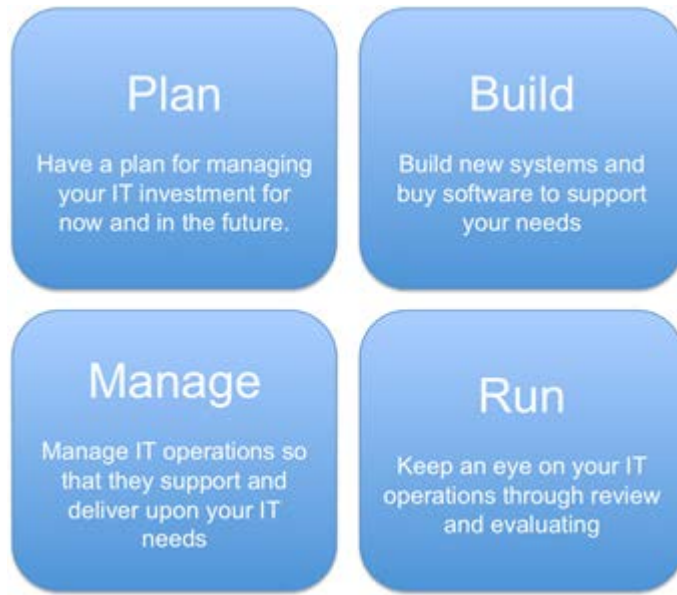 Plan
Have a plan for managing
your IT investment for
now and in the future.
Build
Build new systems and
buy software to support
your needs
Manage
Manage IT operations so
that they support and
deliver upon your IT
needs
Run
Keep an eye on your IT
operations through review
and evaluating